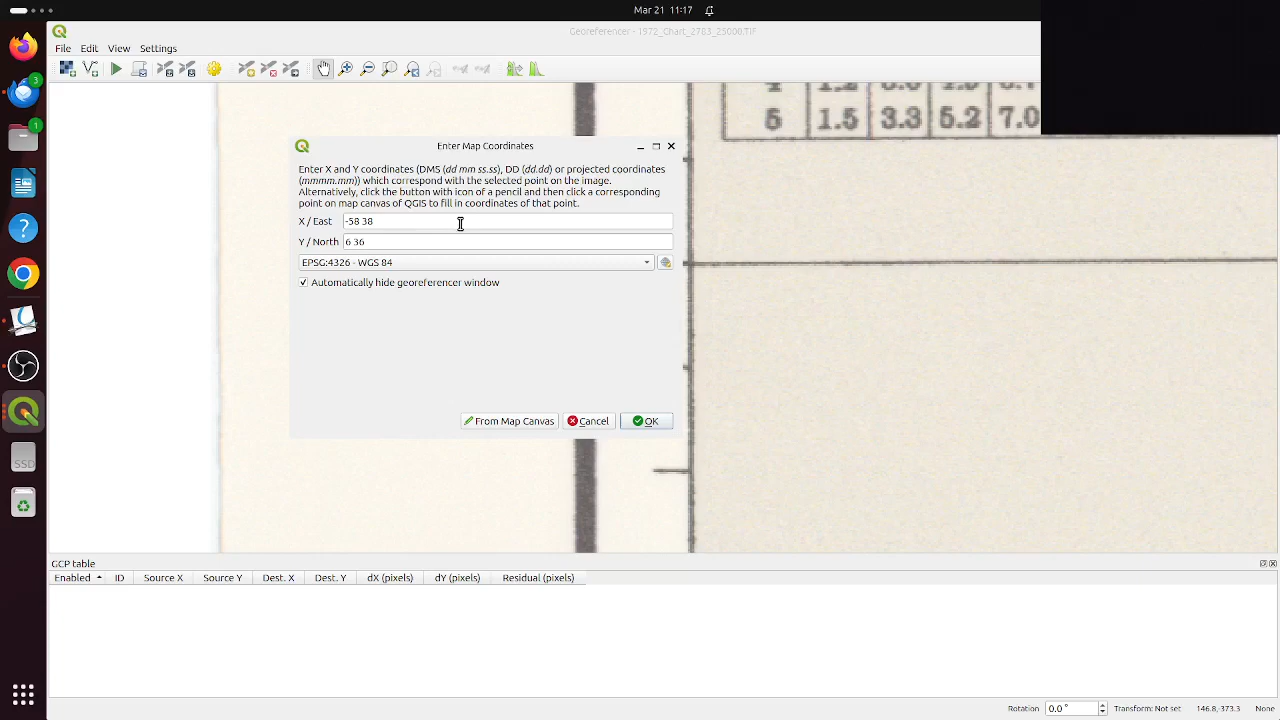 Mar 21 11:17
Georeferencer - 1972_Chart_2783_25000.TIF
File Edit View Settings
5 1.5 3.3 5.2 7.0
Enter Map Coordinates
Enter X and Y coordinates (DMS (dd mm ss.ss), DD (dd.dd) or projected coordinates
(mmmm.mm)) which correspond with the selected point on the image.
Alternatively, click the button with icon of a pencil and then click a corresponding
point on map canvas of QGIS to fill in coordinates of that point.
X / East -58 38
Y / North 6 36
EPSG:4326 - WGS 84
Automatically hide georeferencer window
From Map Canvas Cancel OK
GCP table
Enabled ID Source X Source Y Dest. X Dest. Y dX (pixels) dY (pixels) Residual (pixels)
3
1
SSD
Rotation 0.0 ° Transform: Not set 146.8,-373.3 None